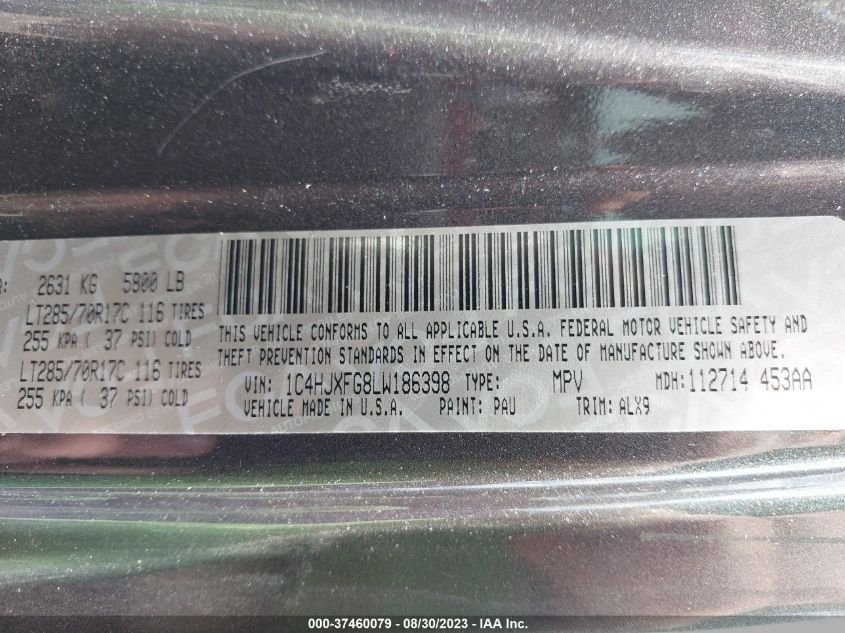 2631 KG 5800 LB
LT285/70R17C 116 TIRES
255 KPA ( 37 PSI) COLD
LT285/70R17C 116 TIRES
255 KPA ( 37 PSI) COLD
THIS VEHICLE CONFORMS TO ALL APPLICABLE U.S.A. FEDERAL MOTOR VEHICLE SAFETY AND
THEFT PREVENTION STANDARDS IN EFFECT ON THE DATE OF MANUFACTURE SHOWN ABOVE.
VIN: 1C4HJXFG8LW186398 TYPE: MPV MDH:112714 453AA
VEHICLE MADE IN U.S.A. PAINT: PAU TRIM: ALX9
000-37460079 - 08/30/2023 - IAA Inc.